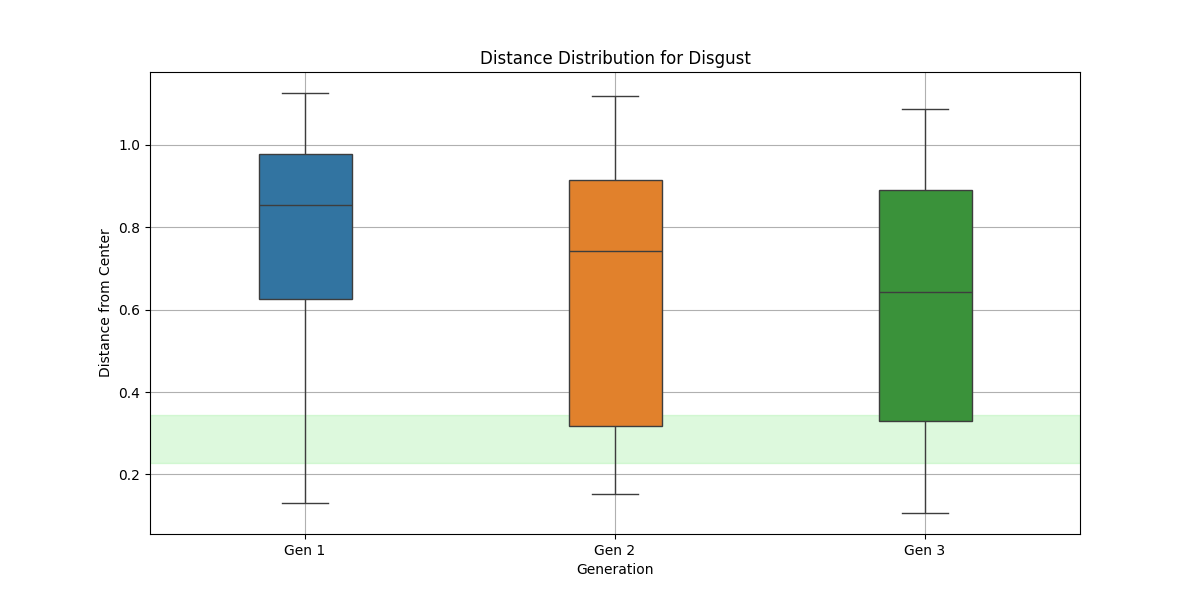 Distance Distribution for Disgust
Distance from Center
1.0
0.8
0.6
0.4
0.2
Gen 1
Gen 2
Gen 3
Generation